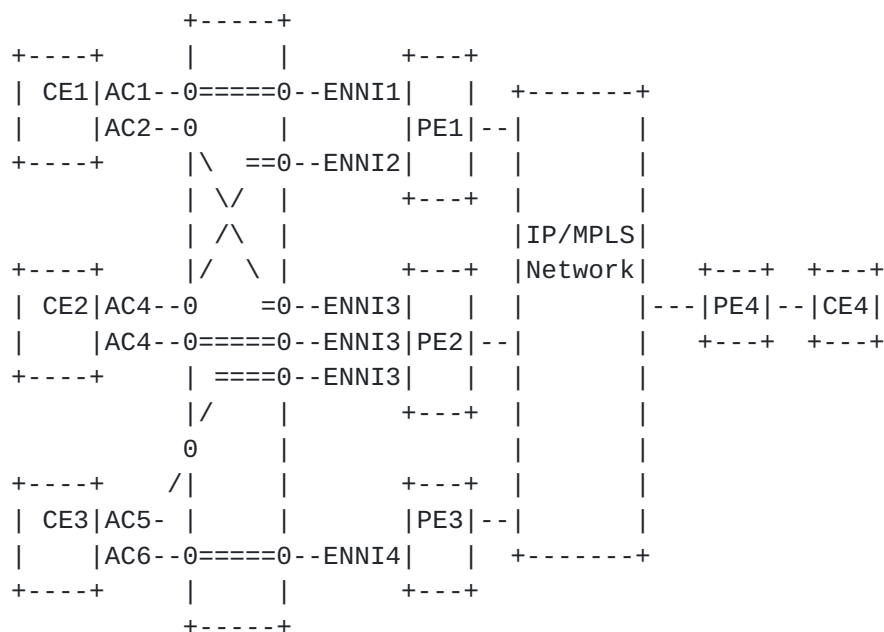 +-----+
+----+        |     |       +---+
| CE1|AC1--0=====0--ENNI1|   |  +-------+
|    |AC2--0     |       |PE1|--|       |
+----+     |\  ==0--ENNI2|   |  |       |
| \/  |       +---+  |       |
| /\  |              |IP/MPLS|
+----+     |/  \ |       +---+  |Network|   +---+  +---+
| CE2|AC4--0    =0--ENNI3|   |  |       |---|PE4|--|CE4|
|    |AC4--0=====0--ENNI3|PE2|--|       |   +---+  +---+
+----+     | ====0--ENNI3|   |  |       |
|/    |       +---+  |       |
0     |              |       |
+----+    /|     |       +---+  |       |
| CE3|AC5- |     |       |PE3|--|       |
|    |AC6--0=====0--ENNI4|   |  +-------+
+----+     |     |       +---+
+-----+